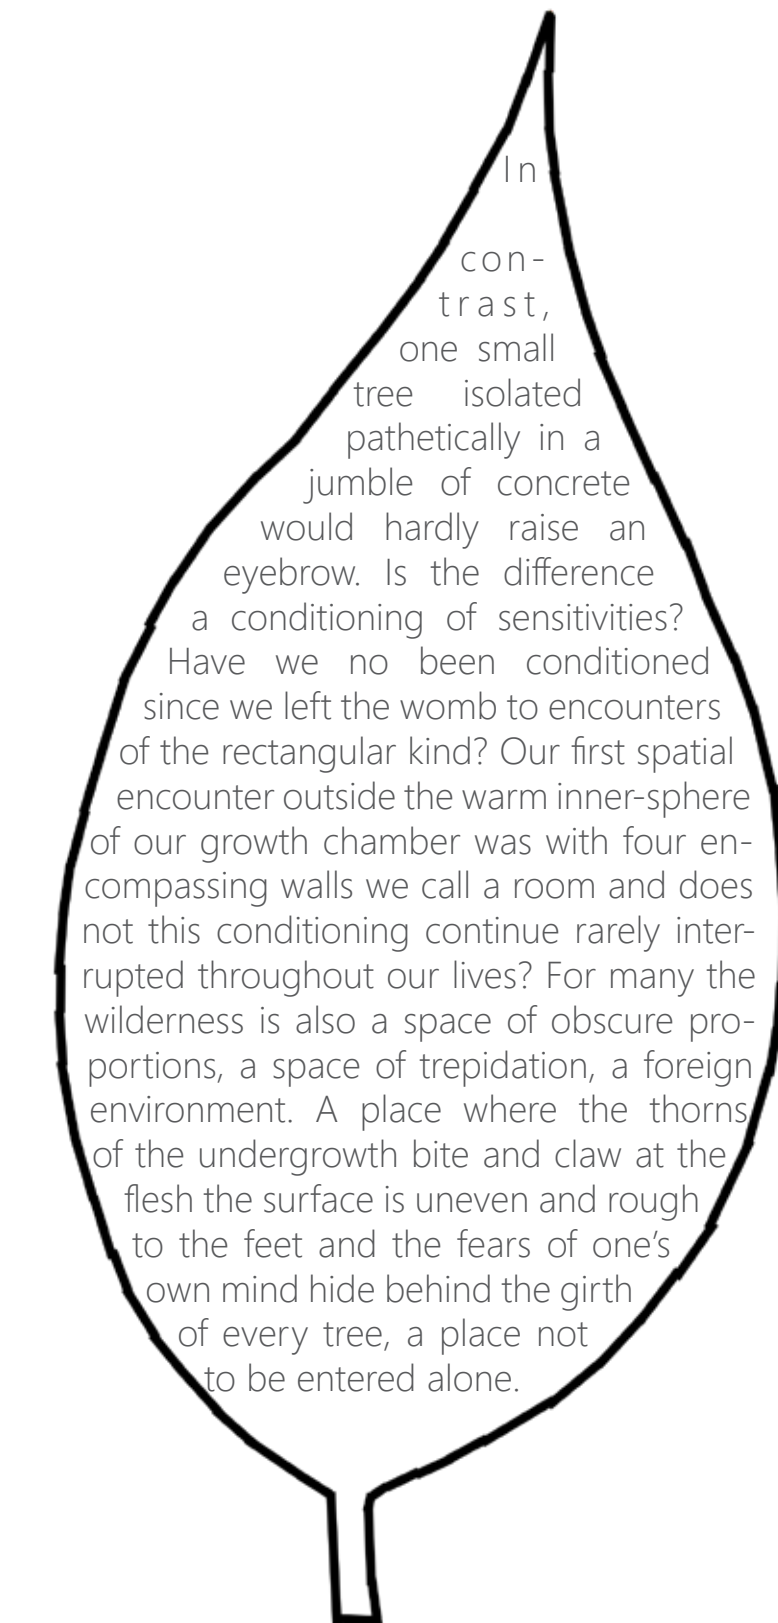 In
con-
trast,
one small
tree isolated
pathetically in a
jumble of concrete
would hardly raise an
eyebrow. Is the difference
a conditioning of sensitivities?
Have we no been conditioned
since we left the womb to encounters
of the rectangular kind? Our first spatial
encounter outside the warm inner-sphere
of our growth chamber was with four en-
compassing walls we call a room and does
not this conditioning continue rarely inter-
rupted throughout our lives? For many the
wilderness is also a space of obscure pro-
portions, a space of trepidation, a foreign
environment. A place where the thorns
of the undergrowth bite and claw at the
flesh the surface is uneven and rough
to the feet and the fears of one’s
own mind hide behind the girth
of every tree, a place not
to be entered alone.